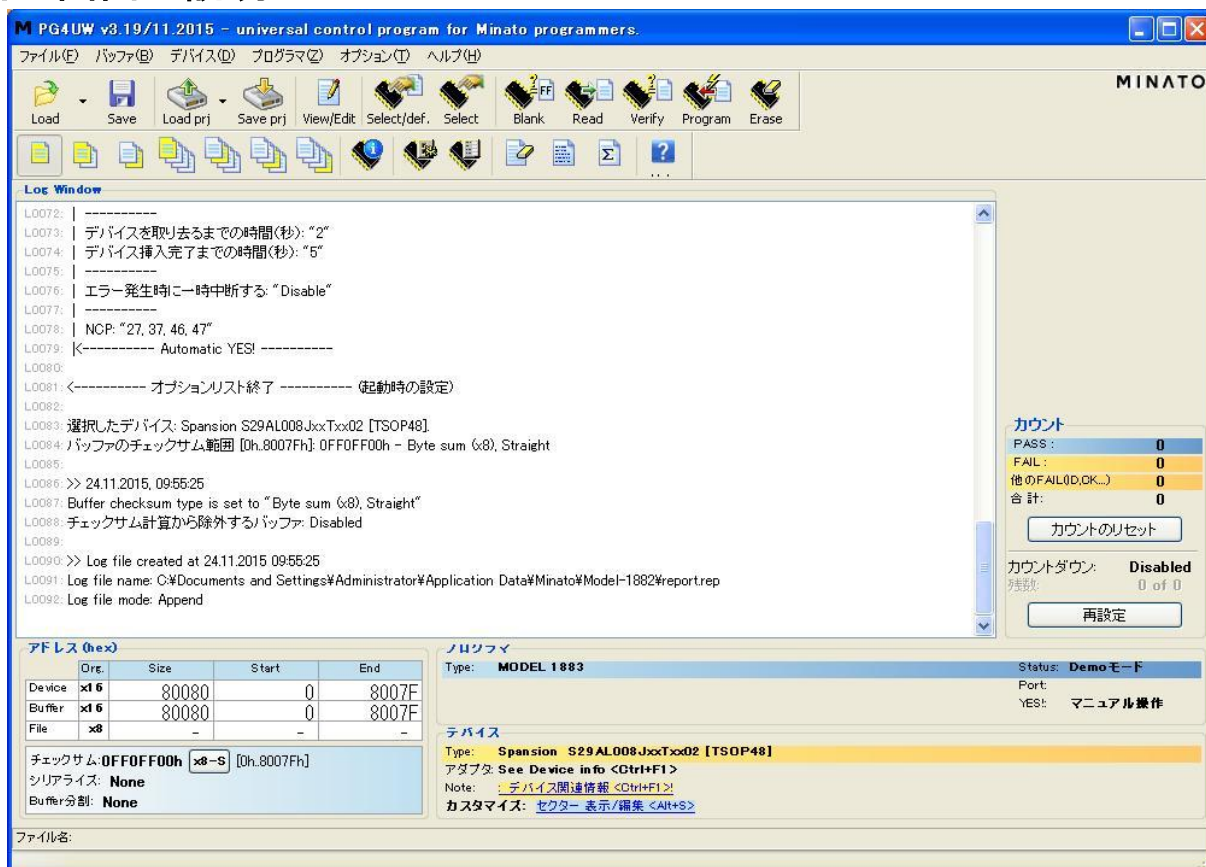 M PG4UW v3.19/11.2015 - universal control program for Minato programmers.
ファイル(F) バッファ(B) デバイス(D) プログラマ(Z) オプション(T) ヘルプ(H)
Load Save Load prj Save prj View/Edit Select/def. Select Blank Read Verify Program Erase
MINATO
Log Window
L0072: | ----------
L0073: | デバイスを取り去るまでの時間(秒): "2"
L0074: | デバイス挿入完了までの時間(秒): "5"
L0075: | ----------
L0076: | エラー発生時に一時中断する: "Disable"
L0077: | ----------
L0078: | NCP: "27, 37, 46, 47"
L0079: |<---------- Automatic YES! ----------
L0080:
L0081: <---------- オプションリスト終了 ---------- (起動時の設定)
L0082:
L0083: 選択したデバイス: Spansion S29AL008JxxTxx02 [TSOP48].
L0084: バッファのチェックサム範囲 [0h..8007Fh]: 0FF0FF00h - Byte sum (x8), Straight
L0085:
L0086: >> 24.11.2015, 09:55:25
L0087: Buffer checksum type is set to "Byte sum (x8), Straight"
L0088: チェックサム計算から除外するバッファ: Disabled
L0089:
L0090: >> Log file created at 24.11.2015 09:55:25
L0091: Log file name: C:¥Documents and Settings¥Administrator¥Application Data¥Minato¥Model-1882¥report.rep
L0092: Log file mode: Append
カウント
PASS: 0
FAIL: 0
他のFAIL(ID,CK...) 0
合計: 0
カウントのリセット
カウントダウン: Disabled
残数: 0 of 0
再設定
アドレス (hex)
Org. Size Start End
Device x16 80080 0 8007F
Buffer x16 80080 0 8007F
File x8 - - -
チェックサム: 0FF0FF00h x8-S [0h..8007Fh]
シリアライズ: None
Buffer分割: None
プログラマ
Type: MODEL 1883
Status: Demoモード
Port:
YES!: マニュアル操作
デバイス
Type: Spansion S29AL008JxxTxx02 [TSOP48]
アダプタ: See Device info <Ctrl+F1>
Note: : デバイス関連情報 <Ctrl+F1>!
カスタマイズ: セクター 表示/編集 <Alt+S>
ファイル名: